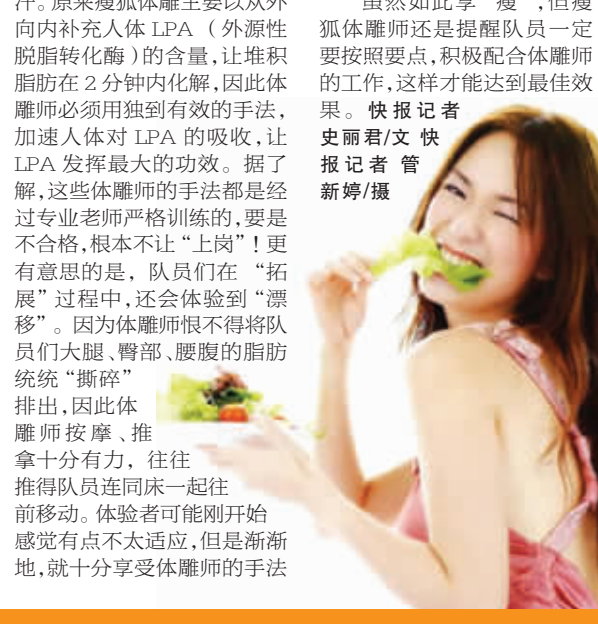 汗。原来瘦狐体雕主要以从外
向内补充人体 LPA （外源性
脱脂转化酶）的含量,让堆积
脂肪在 2 分钟内化解,因此体
雕师必须用独到有效的手法,
加速人体对 LPA 的吸收,让
LPA 发挥最大的功效。据了
解,这些体雕师的手法都是经
过专业老师严格训练的,要是
不合格,根本不让“上岗”！更
有意思的是，队员们在 “拓
展”过程中,还会体验到“漂
移”。因为体雕师恨不得将队
员们大腿、臀部、腰腹的脂肪
统统“撕碎”
排出,因此体
雕师按摩、推
拿十分有力，往往
推得队员连同床一起往
前移动。体验者可能刚开始
感觉有点不太适应,但是渐渐
地,就十分享受体雕师的手法
虽然如此享“瘦”,但瘦
狐体雕师还是提醒队员一定
要按照要点,积极配合体雕师
的工作,这样才能达到最佳效
果。快报记者
史丽君/文 快
报记者 管
新婷/摄